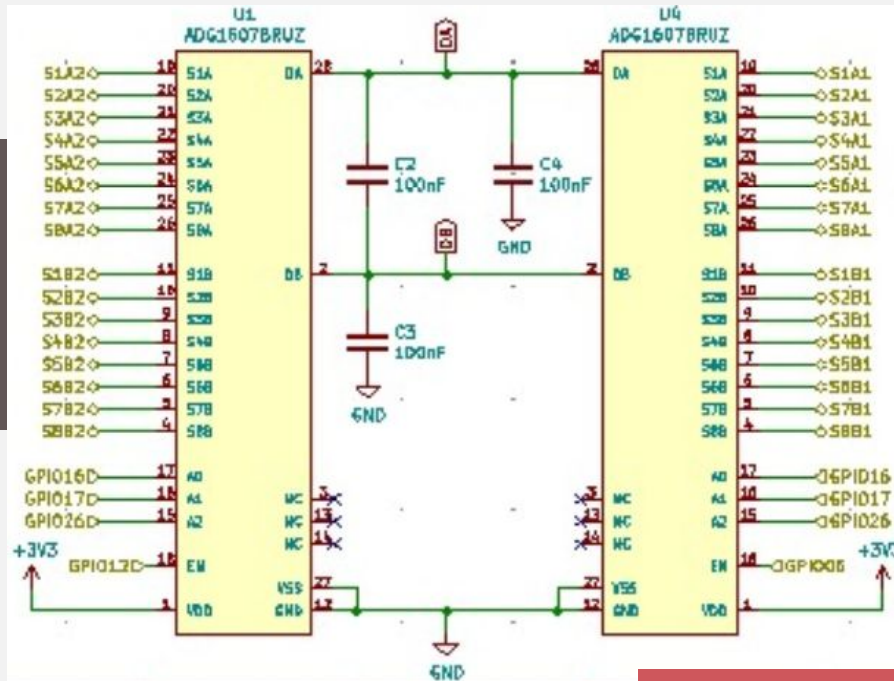 U1
ADG1607BRUZ
U4
ADG1607BRUZ
DA
S1A2
S2A2
S3A2
S4A2
S5A2
S6A2
S7A2
S8A2
19
20
21
22
23
24
25
26
S1A
S2A
S3A
S4A
S5A
S6A
S7A
S8A
DA
28
C2
100nF
C4
100nF
GND
DB
S1B2
S2B2
S3B2
S4B2
S5B2
S6B2
S7B2
S8B2
11
10
9
8
7
6
5
4
S1B
S2B
S3B
S4B
S5B
S6B
S7B
S8B
DB
2
C3
100nF
GND
GPIO16
GPIO17
GPIO26
17
16
15
A0
A1
A2
NC 3
NC 13
NC 14
+3V3
GPIO12
18
EN
1
VDD
VSS 27
GND 12
GND
28
DA
S1A
S2A
S3A
S4A
S5A
S6A
S7A
S8A
19
20
21
22
23
24
25
26
S1A1
S2A1
S3A1
S4A1
S5A1
S6A1
S7A1
S8A1
2
DB
S1B
S2B
S3B
S4B
S5B
S6B
S7B
S8B
11
10
9
8
7
6
5
4
S1B1
S2B1
S3B1
S4B1
S5B1
S6B1
S7B1
S8B1
A0
A1
A2
17
16
15
GPIO16
GPIO17
GPIO26
3 NC
13 NC
14 NC
EN
18
+3V3
27 VSS
12 GND
VDD
1